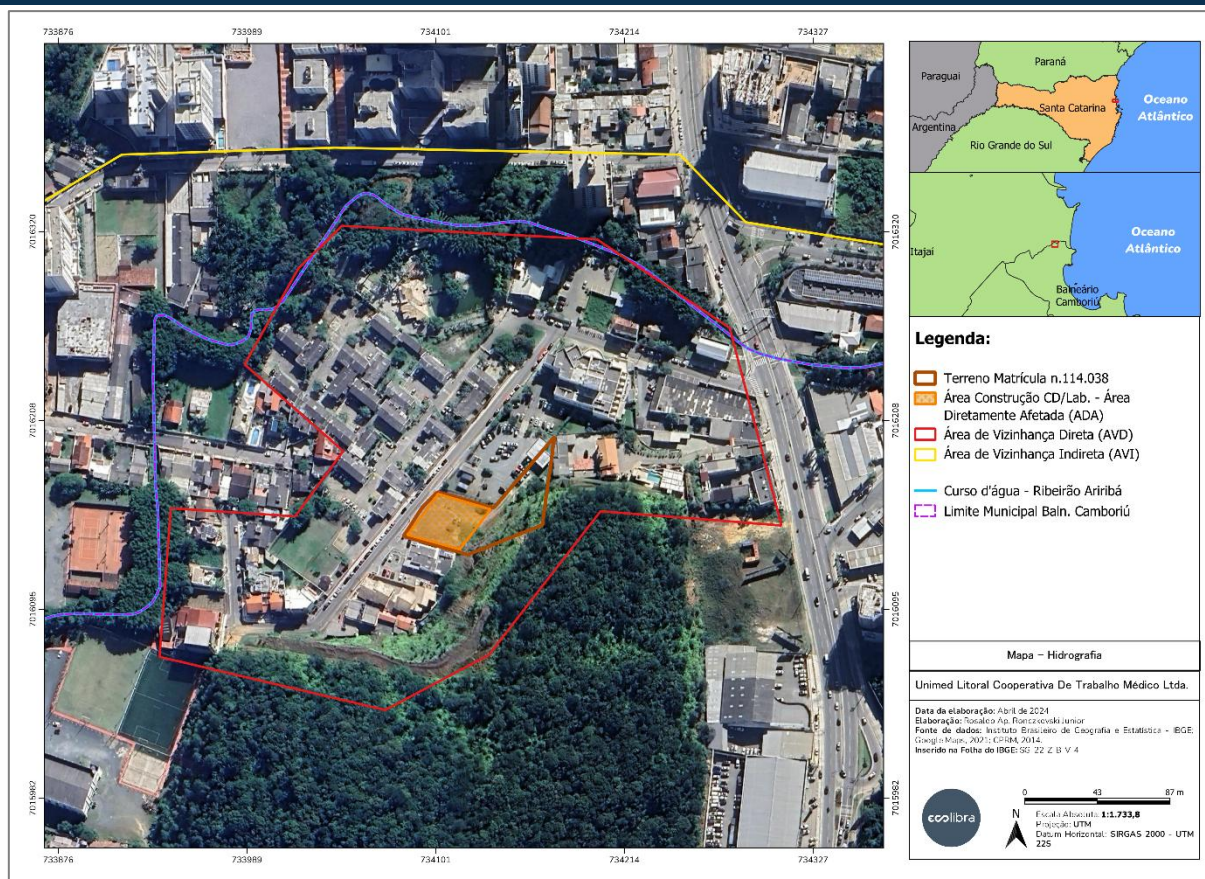 733876
733989
734101
734214
734327
7016320
7016208
7016095
7015982
7016320
7016208
7016095
7015982
733876
733989
734101
734214
734327
Paraguai
Paraná
Santa Catarina
Oceano
Atlântico
Argentina
Rio Grande do Sul
Oceano
Atlântico
Itajaí
Balneário
Camboriú
Legenda:
Terreno Matrícula n.114.038
Área Construção CD/Lab. - Área
Diretamente Afetada (ADA)
Área de Vizinhança Direta (AVD)
Área de Vizinhança Indireta (AVI)
Curso d'água - Ribeirão Ariribá
Limite Municipal Baln. Camboriú
Mapa – Hidrografia
Unimed Litoral Cooperativa De Trabalho Médico Ltda.
Data da elaboração: Abril de 2024
Elaboração: Ap. Junior
Fonte de dados: Instituto Brasileiro de Geografia e Estatística - IBGE;
Google Maps, 2021; CPRM, 2014.
Inserido na Folha do IBGE: SG 22 Z B V 4
ecolibra
N
0 43 87 m
Escala Absoluta: 1:1.733,8
Projeção: UTM
Datum Horizontal: SIRGAS 2000 - UTM
22S